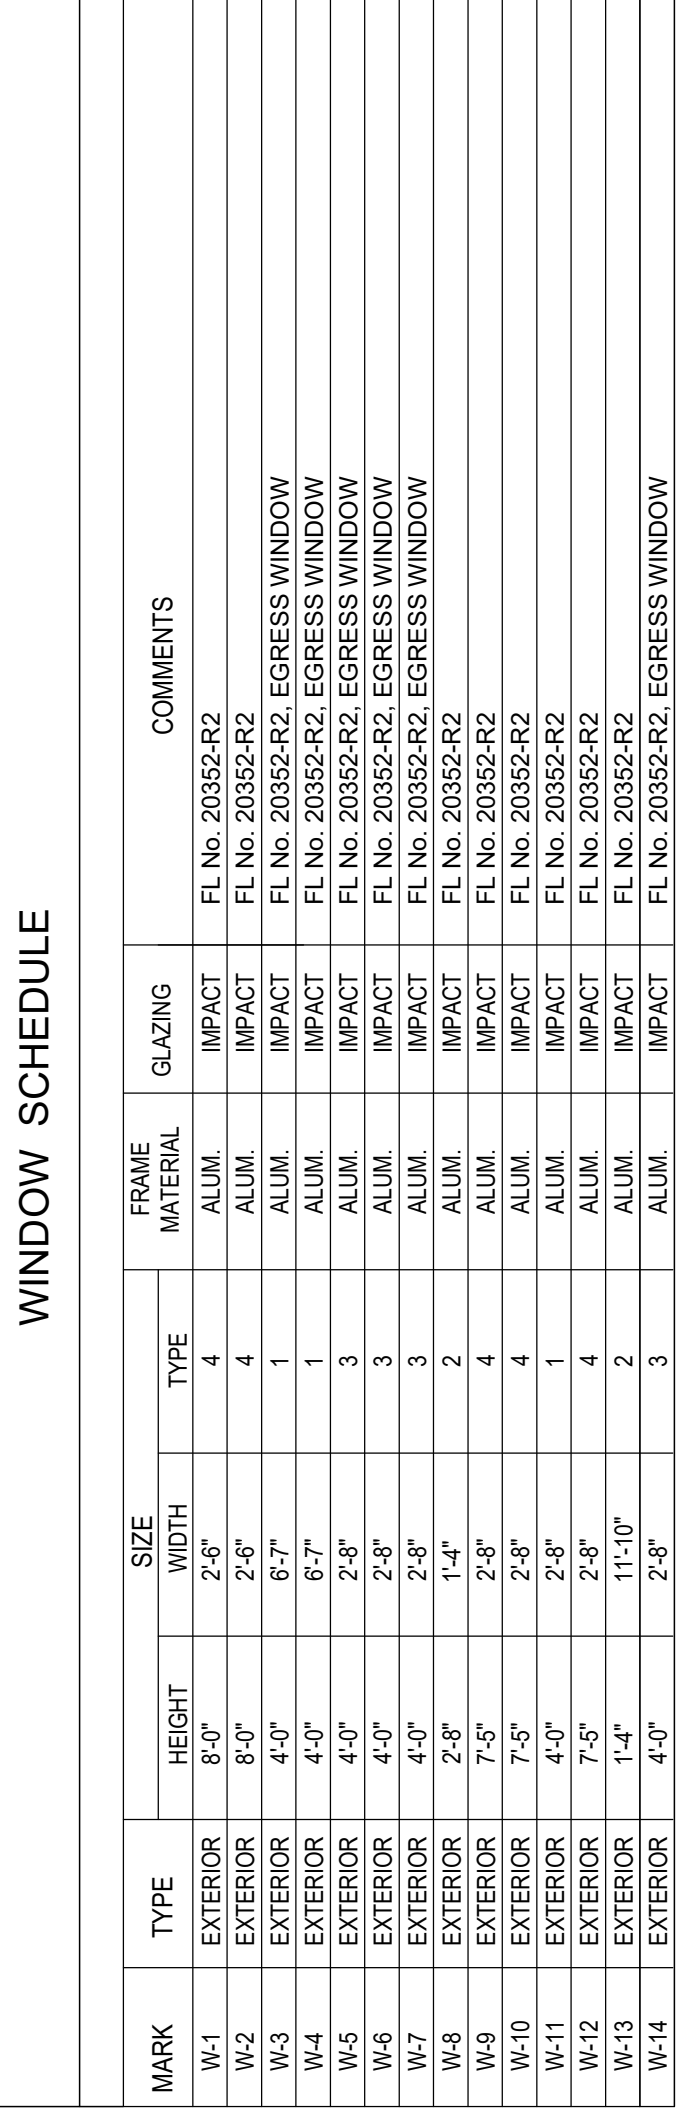 WINDOW SCHEDULE
MARK TYPE SIZE FRAME MATERIAL GLAZING COMMENTS
HEIGHT WIDTH TYPE
W-1 EXTERIOR 8'-0" 2'-6" 4 ALUM. IMPACT FL No. 20352-R2
W-2 EXTERIOR 8'-0" 2'-6" 4 ALUM. IMPACT FL No. 20352-R2
W-3 EXTERIOR 4'-0" 6'-7" 1 ALUM. IMPACT FL No. 20352-R2, EGRESS WINDOW
W-4 EXTERIOR 4'-0" 6'-7" 1 ALUM. IMPACT FL No. 20352-R2, EGRESS WINDOW
W-5 EXTERIOR 4'-0" 2'-8" 3 ALUM. IMPACT FL No. 20352-R2, EGRESS WINDOW
W-6 EXTERIOR 4'-0" 2'-8" 3 ALUM. IMPACT FL No. 20352-R2, EGRESS WINDOW
W-7 EXTERIOR 4'-0" 2'-8" 3 ALUM. IMPACT FL No. 20352-R2, EGRESS WINDOW
W-8 EXTERIOR 2'-8" 1'-4" 2 ALUM. IMPACT FL No. 20352-R2
W-9 EXTERIOR 7'-5" 2'-8" 4 ALUM. IMPACT FL No. 20352-R2
W-10 EXTERIOR 7'-5" 2'-8" 4 ALUM. IMPACT FL No. 20352-R2
W-11 EXTERIOR 4'-0" 2'-8" 1 ALUM. IMPACT FL No. 20352-R2
W-12 EXTERIOR 7'-5" 2'-8" 4 ALUM. IMPACT FL No. 20352-R2
W-13 EXTERIOR 1'-4" 11'-10" 2 ALUM. IMPACT FL No. 20352-R2
W-14 EXTERIOR 4'-0" 2'-8" 3 ALUM. IMPACT FL No. 20352-R2, EGRESS WINDOW